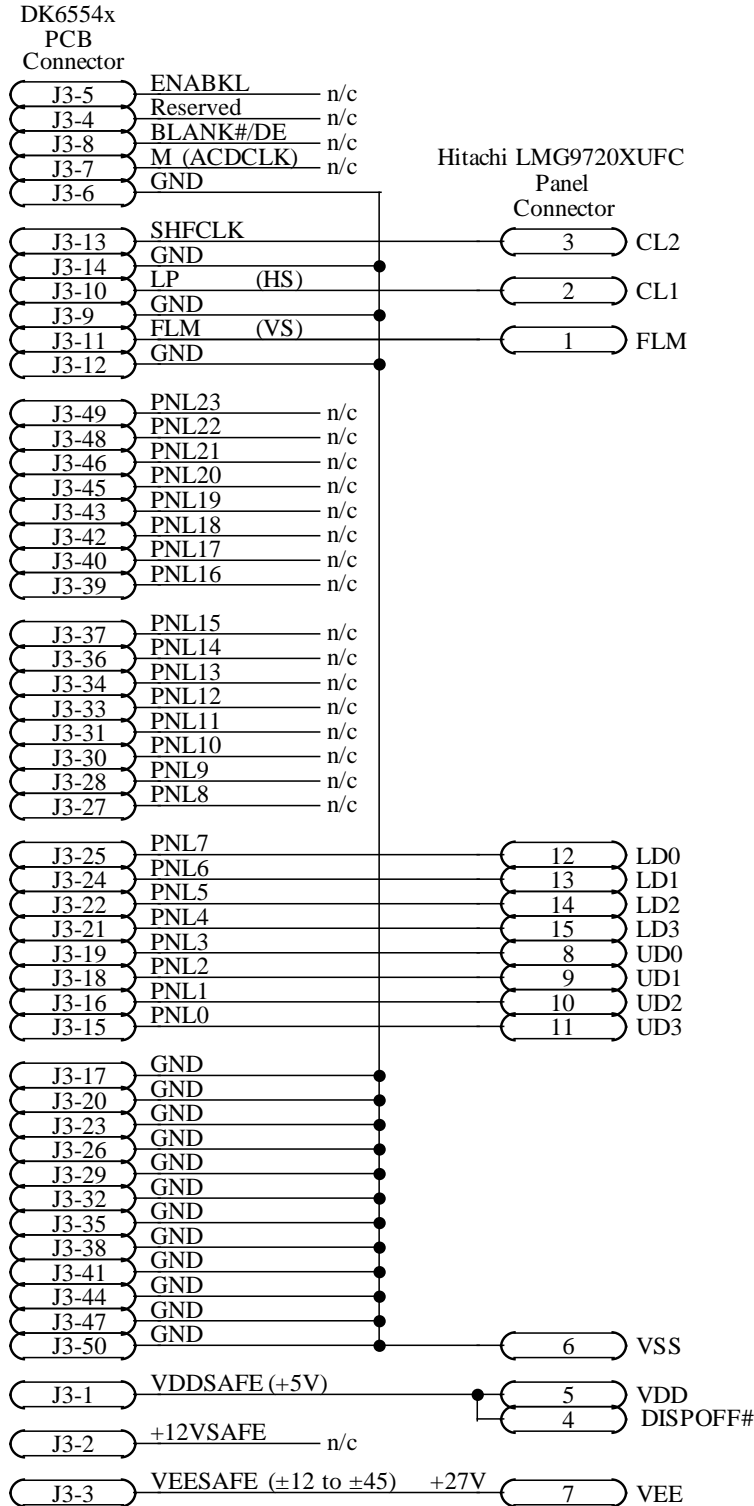 DK6554x
PCB
Connector
J3-5 ENABKL n/c
J3-4 Reserved n/c
J3-8 BLANK#/DE n/c
J3-7 M (ACDCLK) n/c
J3-6 GND
Hitachi LMG9720XUFC
Panel
Connector
J3-13 SHFCLK 3 CL2
J3-14 GND
J3-10 LP (HS) 2 CL1
J3-9 GND
J3-11 FLM (VS) 1 FLM
J3-12 GND
J3-49 PNL23 n/c
J3-48 PNL22 n/c
J3-46 PNL21 n/c
J3-45 PNL20 n/c
J3-43 PNL19 n/c
J3-42 PNL18 n/c
J3-40 PNL17 n/c
J3-39 PNL16 n/c
J3-37 PNL15 n/c
J3-36 PNL14 n/c
J3-34 PNL13 n/c
J3-33 PNL12 n/c
J3-31 PNL11 n/c
J3-30 PNL10 n/c
J3-28 PNL9 n/c
J3-27 PNL8 n/c
J3-25 PNL7 12 LD0
J3-24 PNL6 13 LD1
J3-22 PNL5 14 LD2
J3-21 PNL4 15 LD3
J3-19 PNL3 8 UD0
J3-18 PNL2 9 UD1
J3-16 PNL1 10 UD2
J3-15 PNL0 11 UD3
J3-17 GND
J3-20 GND
J3-23 GND
J3-26 GND
J3-29 GND
J3-32 GND
J3-35 GND
J3-38 GND
J3-41 GND
J3-44 GND
J3-47 GND
J3-50 GND 6 VSS
J3-1 VDDSAFE (+5V) 5 VDD
4 DISPOFF#
J3-2 +12VSAFE n/c
J3-3 VEESAFE (±12 to ±45) +27V 7 VEE